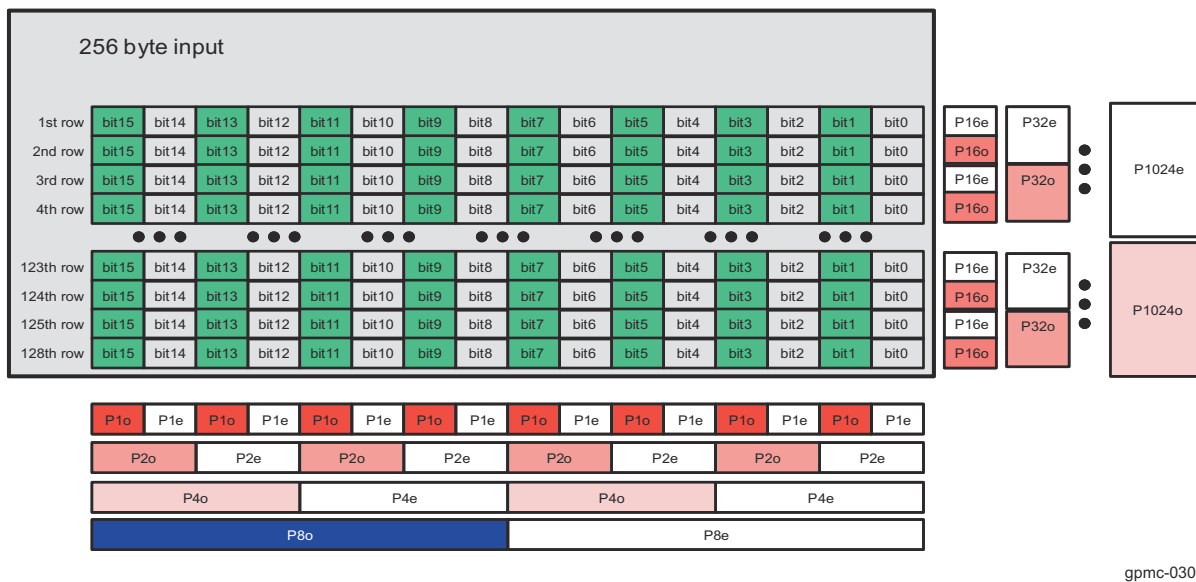 256 byte input
1st row bit15 bit14 bit13 bit12 bit11 bit10 bit9 bit8 bit7 bit6 bit5 bit4 bit3 bit2 bit1 bit0 P16e P32e
2nd row bit15 bit14 bit13 bit12 bit11 bit10 bit9 bit8 bit7 bit6 bit5 bit4 bit3 bit2 bit1 bit0 P16o
3rd row bit15 bit14 bit13 bit12 bit11 bit10 bit9 bit8 bit7 bit6 bit5 bit4 bit3 bit2 bit1 bit0 P16e P32o P1024e
4th row bit15 bit14 bit13 bit12 bit11 bit10 bit9 bit8 bit7 bit6 bit5 bit4 bit3 bit2 bit1 bit0 P16o
123th row bit15 bit14 bit13 bit12 bit11 bit10 bit9 bit8 bit7 bit6 bit5 bit4 bit3 bit2 bit1 bit0 P16e P32e
124th row bit15 bit14 bit13 bit12 bit11 bit10 bit9 bit8 bit7 bit6 bit5 bit4 bit3 bit2 bit1 bit0 P16o
125th row bit15 bit14 bit13 bit12 bit11 bit10 bit9 bit8 bit7 bit6 bit5 bit4 bit3 bit2 bit1 bit0 P16e P32o P1024o
128th row bit15 bit14 bit13 bit12 bit11 bit10 bit9 bit8 bit7 bit6 bit5 bit4 bit3 bit2 bit1 bit0 P16o
P1o P1e P1o P1e P1o P1e P1o P1e P1o P1e P1o P1e P1o P1e P1o P1e
P2o P2e P2o P2e P2o P2e P2o P2e
P4o P4e P4o P4e
P8o P8e
gpmc-030